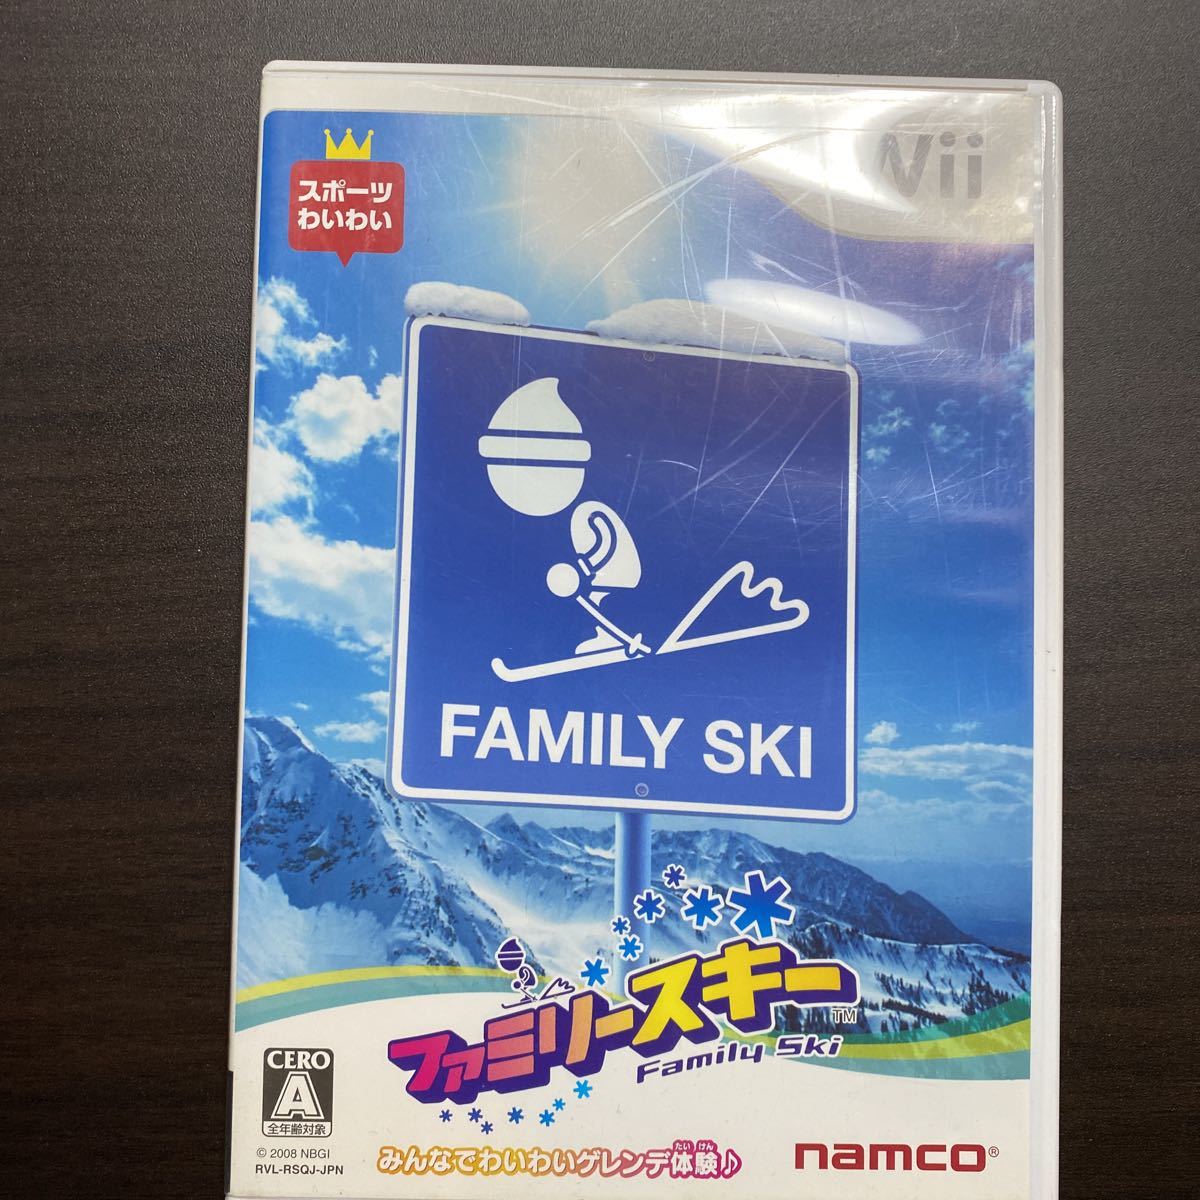 Wii
スポーツ
わいわい
FAMILY SKI
ファミリースキー™
Family Ski
CERO
A
全年齢対象
© 2008 NBGI
RVL-RSQJ-JPN
みんなでわいわいゲレンデ体験♪
たいけん
namco®